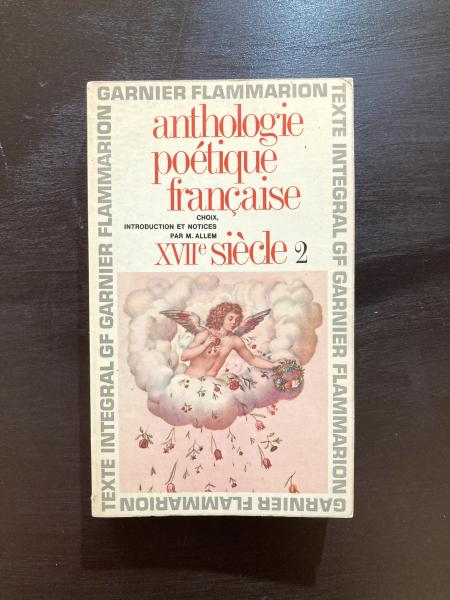 GARNIER FLAMMARION
TEXTE INTEGRAL GF GARNIER FLAMMARION
anthologie
poétique
française
CHOIX,
INTRODUCTION ET NOTICES
PAR M. ALLEM
XVIIe siècle 2
TEXTE INTEGRAL GF GARNIER FLAMMARION
GARNIER FLAMMARION